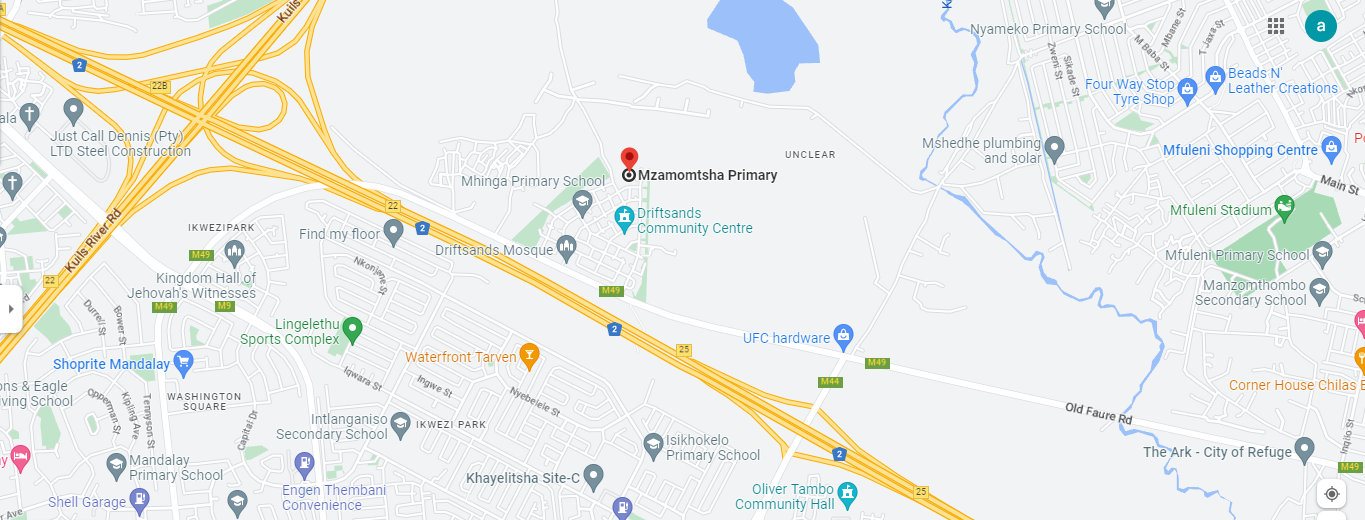 Kuils
2
22B
ala
Just Call Dennis (Pty)
LTD Steel Construction
Nyameko Primary School
a
Zweni St
Sikade St
M Baba St
Mbane St
T Jaxa St
Four Way Stop
Tyre Shop
Beads N'
Leather Creations
Mshedhe plumbing
and solar
UNCLEAR
Mfuleni Shopping Centre
Main St
Mfuleni Stadium
Mfuleni Primary School
Manzomthombo
Secondary School
Mhinga Primary School
Mzamomtsha Primary
Driftsands
Community Centre
Driftsands Mosque
22
2
Find my floor
IKWEZIPARK
M49
Kuils River Rd
22
Kingdom Hall of
Jehovah's Witnesses
Nkonjane St
M49
M49
M9
Durrell St
Bower St
Lingelethu
Sports Complex
2
25
UFC hardware
M49
M44
Waterfront Tarven
Shoprite Mandalay
Iqwara St
Ingwe St
Nyebelele St
ons & Eagle
iving School
Opperman St
Kipling Ave
Tennyson St
WASHINGTON
SQUARE
Capital Dr
Intlanganiso
Secondary School
IKWEZI PARK
Old Faure Rd
Corner House Chilas
Inqilo St
Isikhokelo
Primary School
2
The Ark - City of Refuge
M49
Mandalay
Primary School
Khayelitsha Site-C
Shell Garage
Engen Thembani
Convenience
Oliver Tambo
Community Hall
25